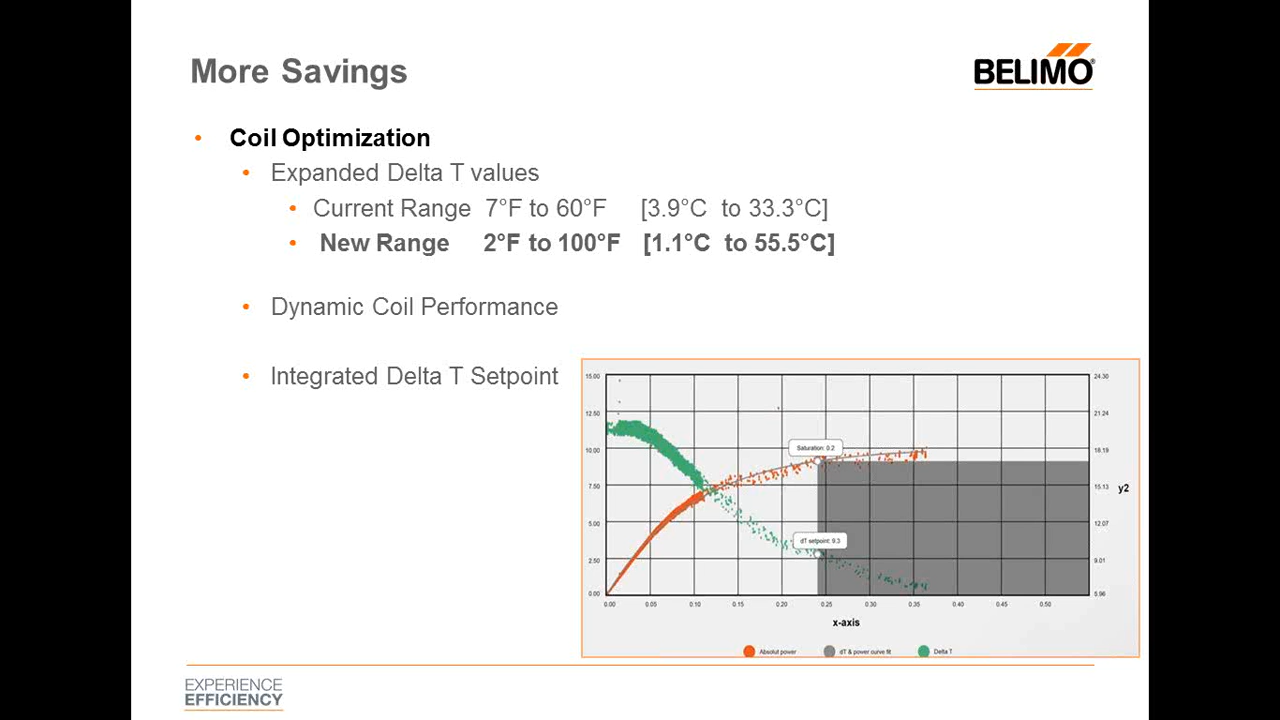 More Savings
BELIMO
• Coil Optimization
• Expanded Delta T values
• Current Range 7°F to 60°F [3.9°C to 33.3°C]
• New Range 2°F to 100°F [1.1°C to 55.5°C]
• Dynamic Coil Performance
• Integrated Delta T Setpoint
15.00 24.30
12.50 21.24
Saturation: 0.2
10.00 18.19
7.50 15.13
y2
5.00 12.07
dT setpoint: 9.3
2.50 9.01
0.00 5.96
0.00 0.05 0.10 0.15 0.20 0.25 0.30 0.35 0.40 0.45 0.50
x-axis
Absolut power dT & power curve fit Delta T
EXPERIENCE
EFFICIENCY